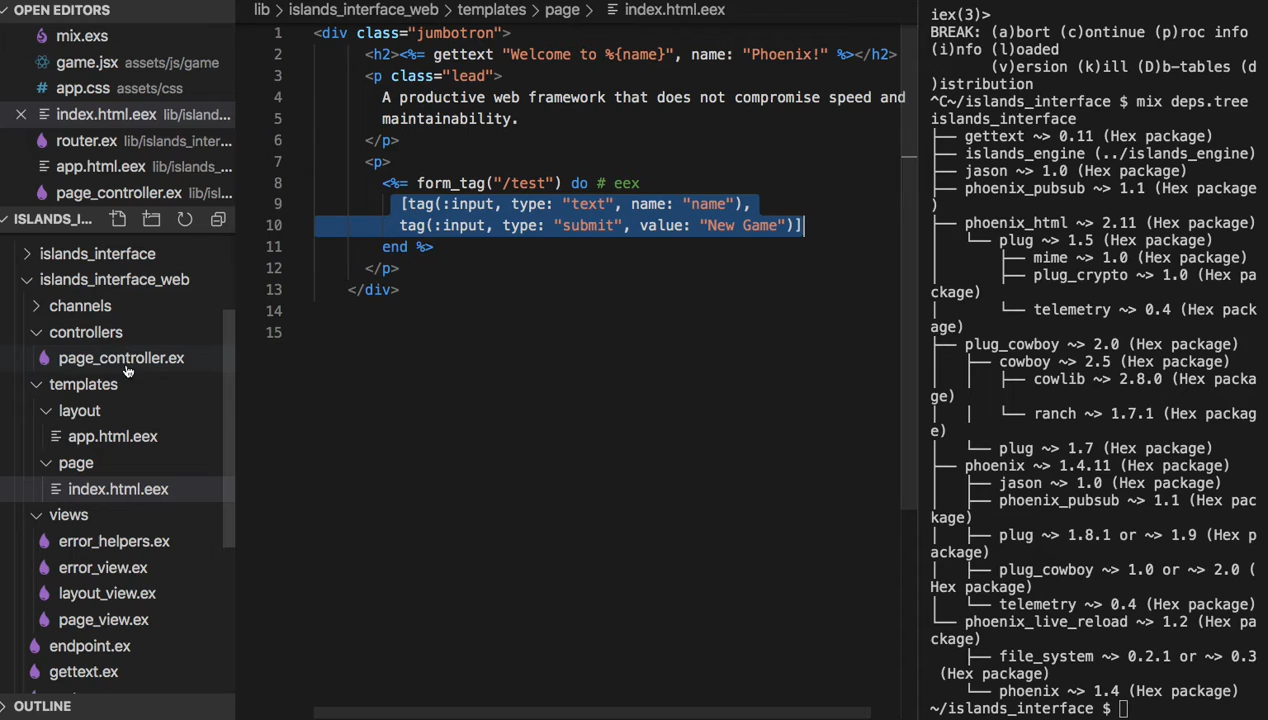 OPEN EDITORS
mix.exs
game.jsx assets/js/game
# app.css assets/css
index.html.eex lib/island...
router.ex lib/islands_inter...
app.html.eex lib/islands_...
page_controller.ex lib/isl...
ISLANDS_I...
islands_interface
islands_interface_web
channels
controllers
page_controller.ex
templates
layout
app.html.eex
page
index.html.eex
views
error_helpers.ex
error_view.ex
layout_view.ex
page_view.ex
endpoint.ex
gettext.ex
OUTLINE
lib > islands_interface_web > templates > page > index.html.eex
1 <div class="jumbotron">
2 <h2><%= gettext "Welcome to %{name}", name: "Phoenix!" %></h2>
3 <p class="lead">
4 A productive web framework that does not compromise speed and
5 maintainability.
6 </p>
7 <p>
8 <%= form_tag("/test") do # eex
9 [tag(:input, type: "text", name: "name"),
10 tag(:input, type: "submit", value: "New Game")]
11 end %>
12 </p>
13 </div>
14
15
iex(3)>
BREAK: (a)bort (c)ontinue (p)roc info
(i)nfo (l)oaded
(v)ersion (k)ill (D)b-tables (d
)istribution
^C~/islands_interface $ mix deps.tree
islands_interface
├── gettext ~> 0.11 (Hex package)
├── islands_engine (../islands_engine)
├── jason ~> 1.0 (Hex package)
├── phoenix_pubsub ~> 1.1 (Hex package
)
├── phoenix_html ~> 2.11 (Hex package)
│   └── plug ~> 1.5 (Hex package)
│       ├── mime ~> 1.0 (Hex package)
│       ├── plug_crypto ~> 1.0 (Hex pa
ckage)
│       └── telemetry ~> 0.4 (Hex pack
age)
├── plug_cowboy ~> 2.0 (Hex package)
│   ├── cowboy ~> 2.5 (Hex package)
│   │   ├── cowlib ~> 2.8.0 (Hex packa
ge)
│   │   └── ranch ~> 1.7.1 (Hex packag
e)
│   └── plug ~> 1.7 (Hex package)
├── phoenix ~> 1.4.11 (Hex package)
│   ├── jason ~> 1.0 (Hex package)
│   ├── phoenix_pubsub ~> 1.1 (Hex pac
kage)
│   ├── plug ~> 1.8.1 or ~> 1.9 (Hex p
ackage)
│   ├── plug_cowboy ~> 1.0 or ~> 2.0 (
Hex package)
│   └── telemetry ~> 0.4 (Hex package)
└── phoenix_live_reload ~> 1.2 (Hex pa
ckage)
    ├── file_system ~> 0.2.1 or ~> 0.3
 (Hex package)
    └── phoenix ~> 1.4 (Hex package)
~/islands_interface $